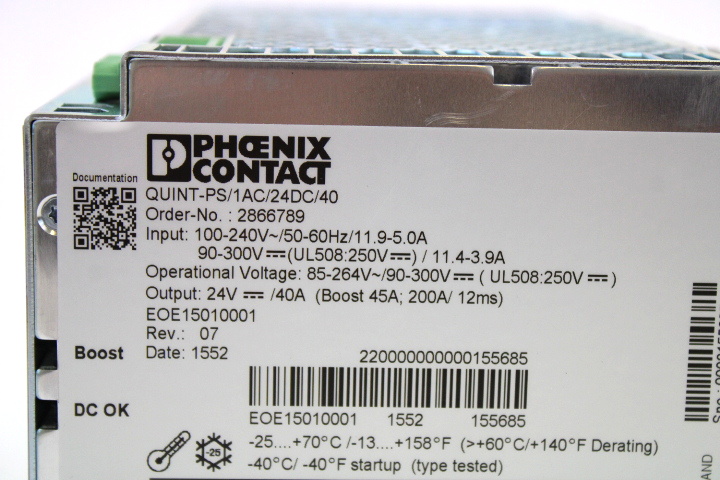 PHŒNIX
CONTACT
Documentation
QUINT-PS/1AC/24DC/40
Order-No. : 2866789
Input: 100-240V~/50-60Hz/11.9-5.0A
90-300V⎓(UL508:250V⎓) / 11.4-3.9A
Operational Voltage: 85-264V~/90-300V⎓ ( UL508:250V⎓)
Output: 24V ⎓ /40A (Boost 45A; 200A/ 12ms)
EOE15010001
Rev.: 07
Boost
Date: 1552
220000000000155685
DC OK
EOE15010001 1552 155685
-25....+70°C /-13....+158°F (>+60°C/+140°F Derating)
-25
-40°C/ -40°F startup (type tested)